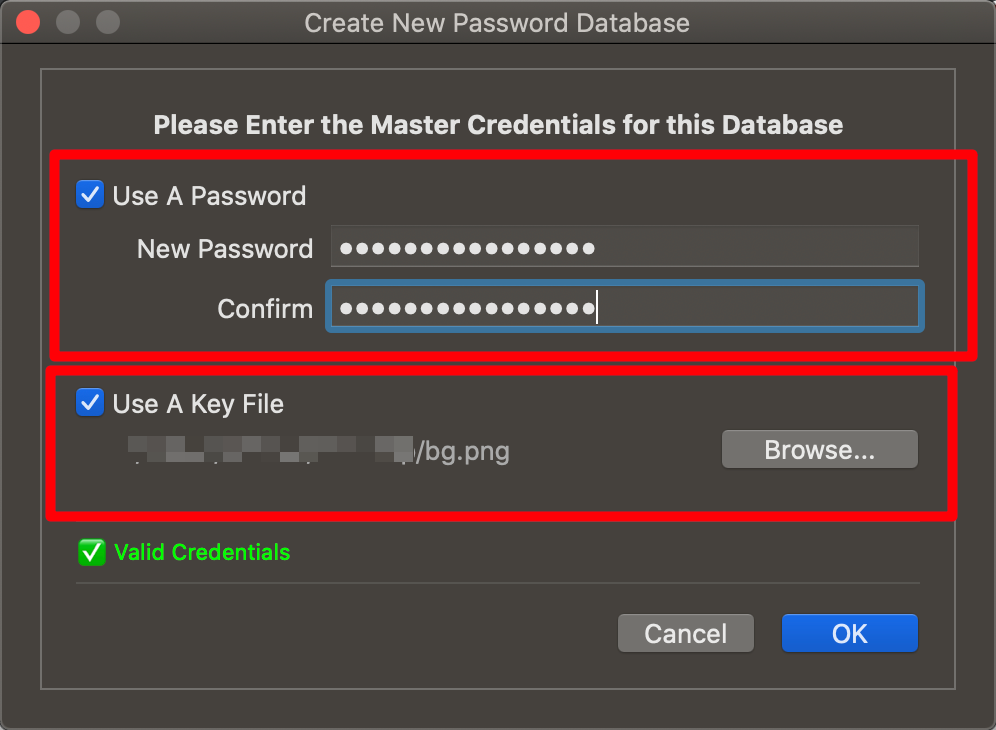 Create New Password Database
Please Enter the Master Credentials for this Database
Use A Password
New Password ●●●●●●●●●●●●●●●●
Confirm ●●●●●●●●●●●●●●●●
Use A Key File
/bg.png Browse...
Valid Credentials
Cancel OK